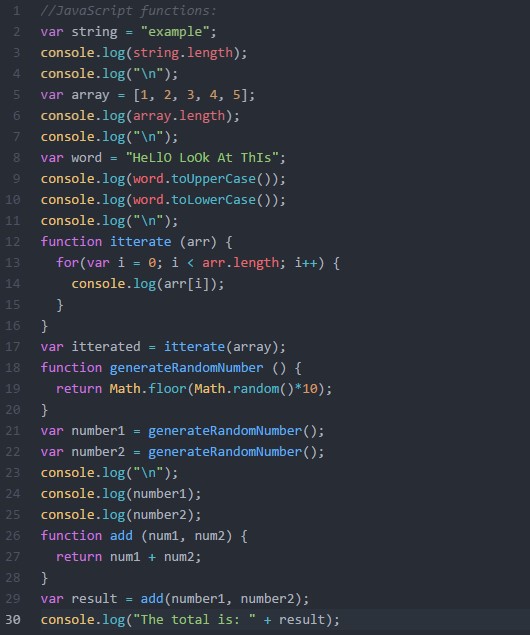 1 //JavaScript functions:
2 var string = "example";
3 console.log(string.length);
4 console.log("\n");
5 var array = [1, 2, 3, 4, 5];
6 console.log(array.length);
7 console.log("\n");
8 var word = "HeLlO LoOk At ThIs";
9 console.log(word.toUpperCase());
10 console.log(word.toLowerCase());
11 console.log("\n");
12 function itterate (arr) {
13   for(var i = 0; i < arr.length; i++) {
14     console.log(arr[i]);
15   }
16 }
17 var itterated = itterate(array);
18 function generateRandomNumber () {
19   return Math.floor(Math.random()*10);
20 }
21 var number1 = generateRandomNumber();
22 var number2 = generateRandomNumber();
23 console.log("\n");
24 console.log(number1);
25 console.log(number2);
26 function add (num1, num2) {
27   return num1 + num2;
28 }
29 var result = add(number1, number2);
30 console.log("The total is: " + result);